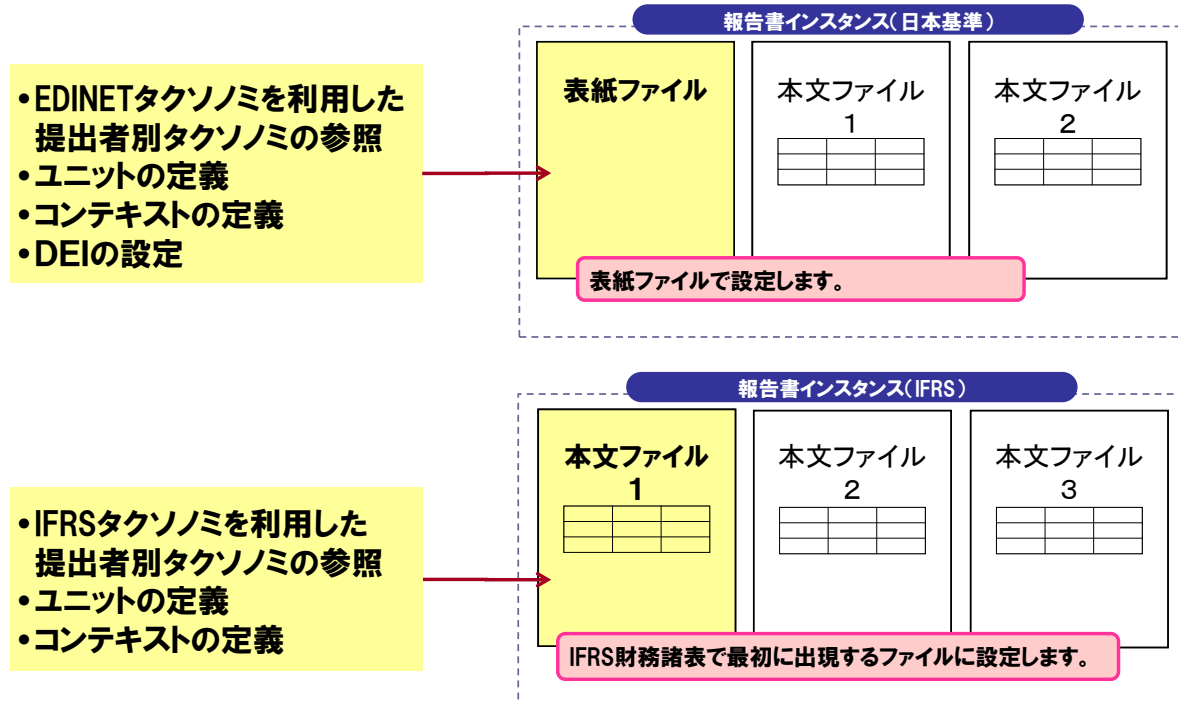 報告書インスタンス(日本基準)
•EDINETタクソノミを利用した
提出者別タクソノミの参照
•ユニットの定義
•コンテキストの定義
•DEIの設定
表紙ファイル
本文ファイル
1
本文ファイル
2
表紙ファイルで設定します。
報告書インスタンス(IFRS)
•IFRSタクソノミを利用した
提出者別タクソノミの参照
•ユニットの定義
•コンテキストの定義
本文ファイル
1
本文ファイル
2
本文ファイル
3
IFRS財務諸表で最初に出現するファイルに設定します。